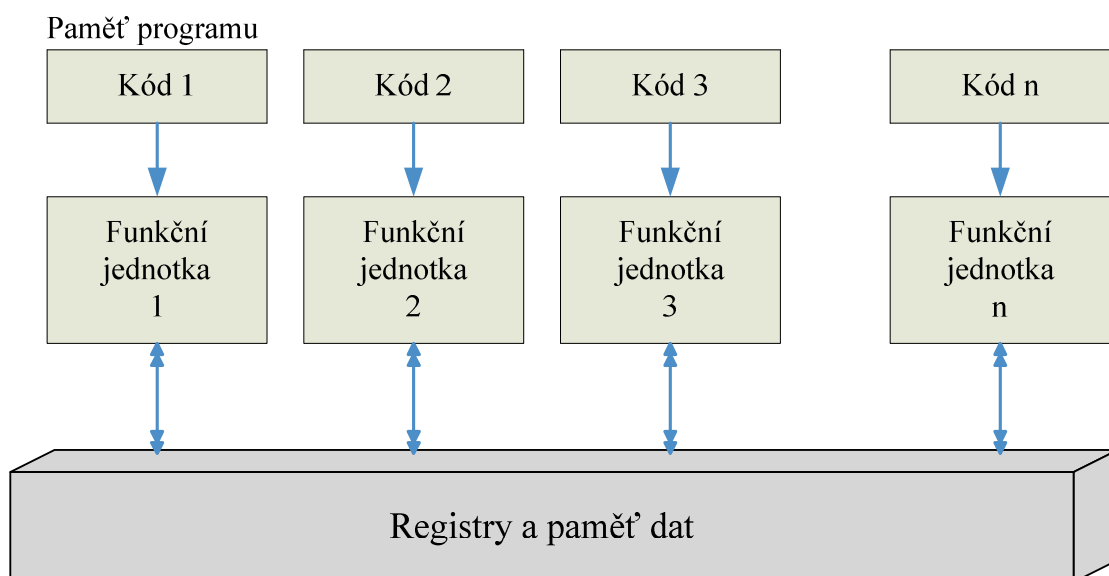 Paměť programu
Kód 1
Kód 2
Kód 3
Kód n
Funkční
jednotka
1
Funkční
jednotka
2
Funkční
jednotka
3
Funkční
jednotka
n
Registry a paměť dat